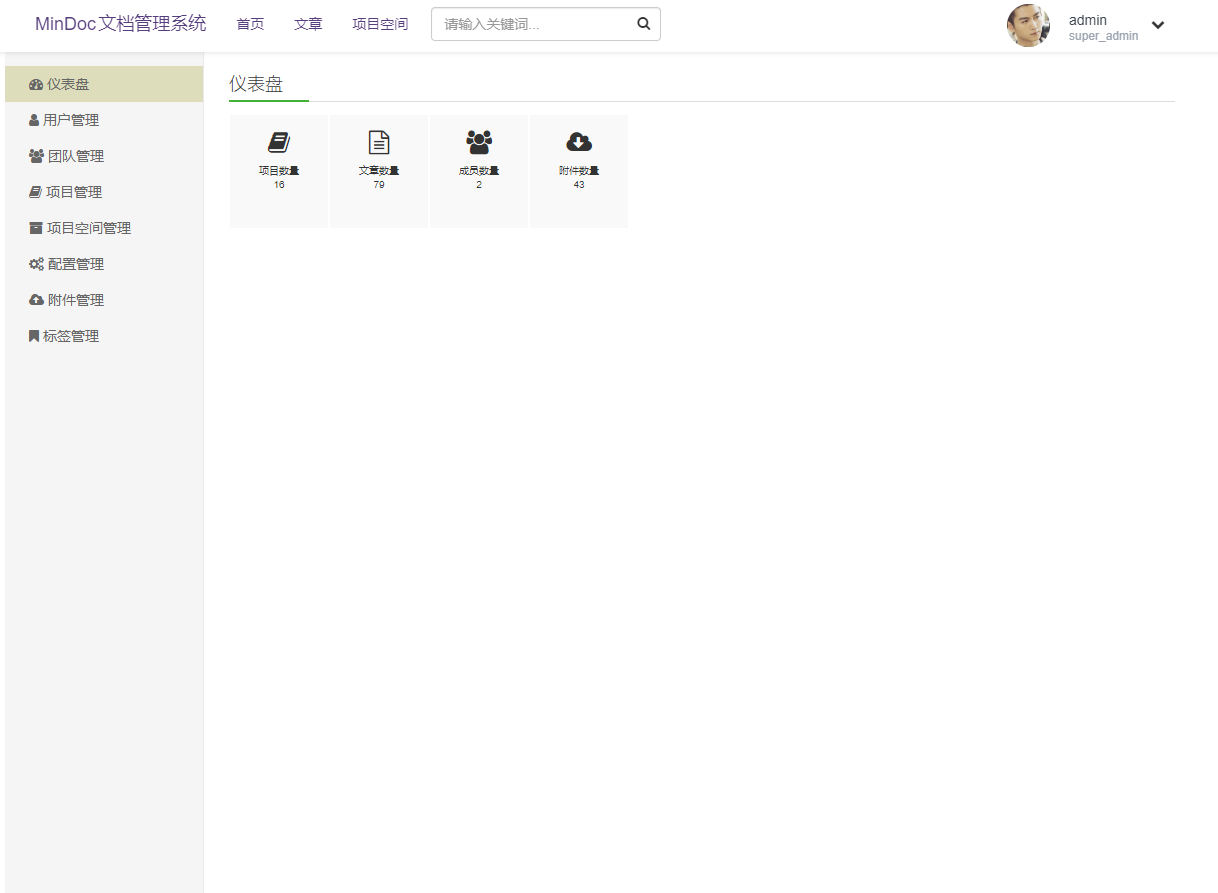 MinDoc文档管理系统 首页 文章 项目空间 请输入关键词... admin
super_admin
仪表盘
用户管理
团队管理
项目管理
项目空间管理
配置管理
附件管理
标签管理
仪表盘
项目数量
16
文章数量
79
成员数量
2
附件数量
43